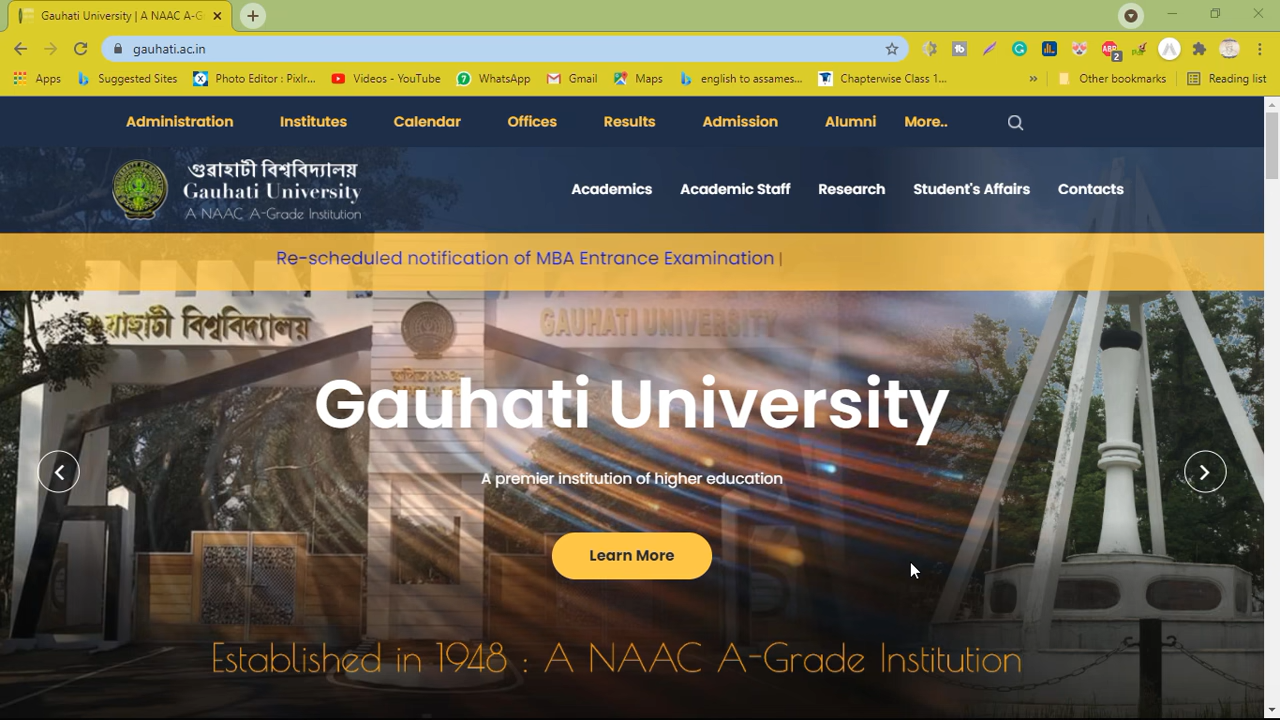 Gauhati University | A NAAC A-G
gauhati.ac.in
ABP
2
Apps
Suggested Sites
Photo Editor : Pixlr...
Videos - YouTube
WhatsApp
Gmail
Maps
english to assames...
Chapterwise Class 1...
»
Other bookmarks
Reading list
Administration
Institutes
Calendar
Offices
Results
Admission
Alumni
More..
গুৱাহাটী বিশ্ববিদ্যালয়
Gauhati University
A NAAC A-Grade Institution
Academics
Academic Staff
Research
Student's Affairs
Contacts
Re-scheduled notification of MBA Entrance Examination |
গুৱাহাটী বিশ্ববিদ্যালয়
GAUHATI UNIVERSITY
Gauhati University
A premier institution of higher education
Learn More
Established in 1948 : A NAAC A-Grade Institution